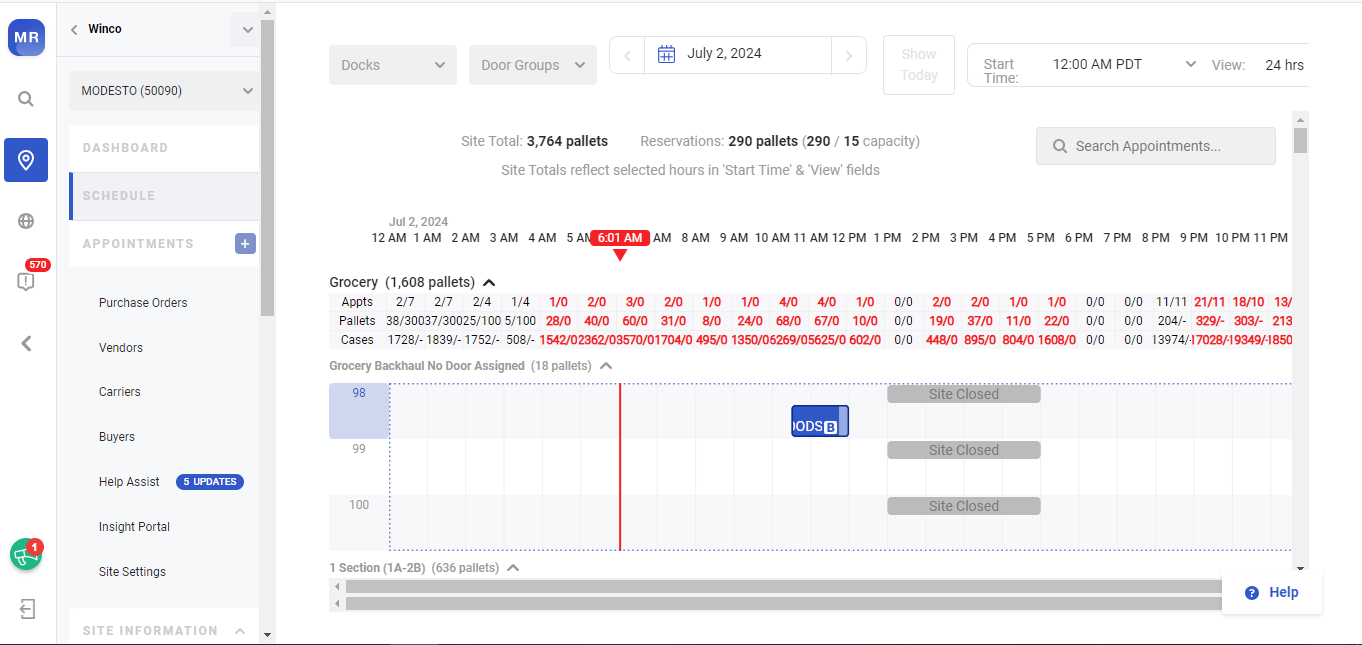 MR
Winco
MODESTO (50090)
DASHBOARD
SCHEDULE
APPOINTMENTS +
570
Purchase Orders
Vendors
Carriers
Buyers
Help Assist 5 UPDATES
Insight Portal
1
Site Settings
SITE INFORMATION
Docks Door Groups July 2, 2024 Show Today Start Time: 12:00 AM PDT View: 24 hrs
Site Total: 3,764 pallets Reservations: 290 pallets (290 / 15 capacity)
Search Appointments...
Site Totals reflect selected hours in 'Start Time' & 'View' fields
Jul 2, 2024
12 AM 1 AM 2 AM 3 AM 4 AM 5 AM 6:01 AM AM 8 AM 9 AM 10 AM 11 AM 12 PM 1 PM 2 PM 3 PM 4 PM 5 PM 6 PM 7 PM 8 PM 9 PM 10 PM 11 PM
Grocery (1,608 pallets)
Appts 2/7 2/7 2/4 1/4 1/0 2/0 3/0 2/0 1/0 1/0 4/0 4/0 1/0 0/0 2/0 2/0 1/0 1/0 0/0 0/0 11/11 21/11 18/10 13/
Pallets 38/300 37/300 25/100 5/100 28/0 40/0 60/0 31/0 8/0 24/0 68/0 67/0 10/0 0/0 19/0 37/0 11/0 22/0 0/0 0/0 204/- 329/- 303/- 213
Cases 1728/- 1839/- 1752/- 508/- 1542/0 2362/0 3570/0 1704/0 495/0 1350/0 6269/0 5625/0 602/0 0/0 448/0 895/0 804/0 1608/0 0/0 0/0 13974/- 17028/- 19349/- 1850
Grocery Backhaul No Door Assigned (18 pallets)
98 Site Closed
ODS B
99 Site Closed
100 Site Closed
1 Section (1A-2B) (636 pallets)
? Help